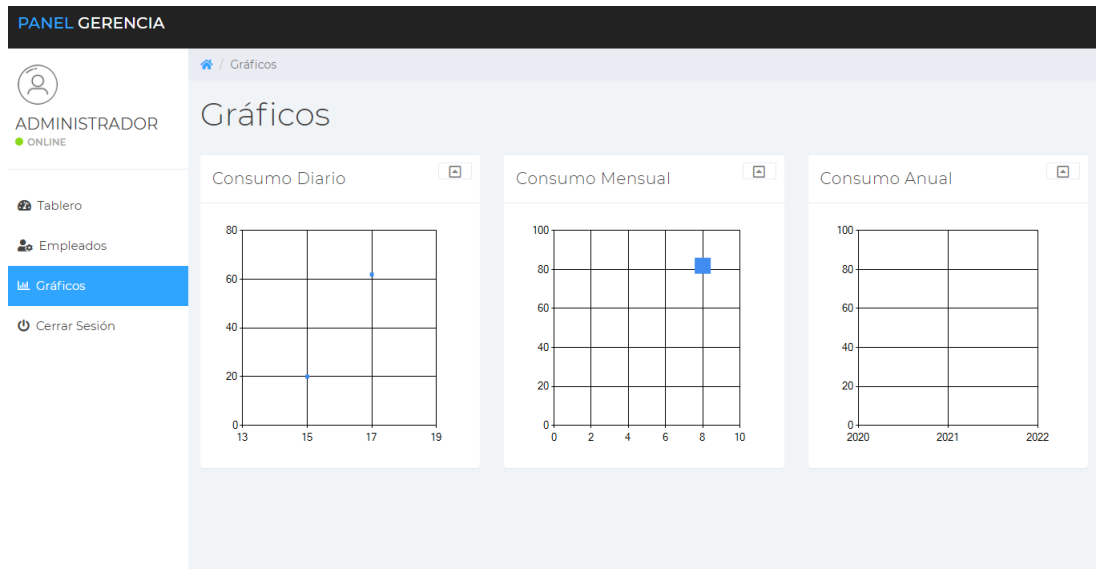 PANEL GERENCIA
ADMINISTRADOR
ONLINE
Tablero
Empleados
Gráficos
Cerrar Sesión
/ Gráficos
Gráficos
Consumo Diario
80
60
40
20
0
13 15 17 19
Consumo Mensual
100
80
60
40
20
0
0 2 4 6 8 10
Consumo Anual
100
80
60
40
20
0
2020 2021 2022